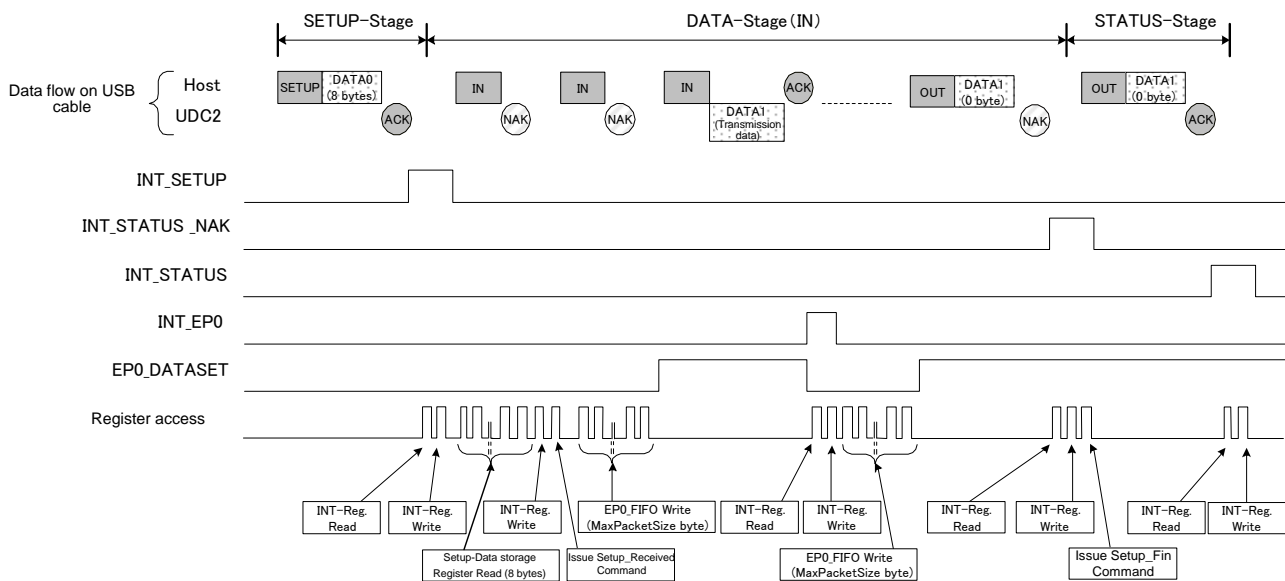 SETUP-Stage
DATA-Stage(IN)
STATUS-Stage
Data flow on USB
cable
Host
UDC2
SETUP
DATA0
(8 bytes)
ACK
IN
NAK
IN
NAK
IN
DATA1
(Transmission
data)
ACK
OUT
DATA1
(0 byte)
NAK
OUT
DATA1
(0 byte)
ACK
INT_SETUP
INT_STATUS _NAK
INT_STATUS
INT_EP0
EP0_DATASET
Register access
INT-Reg.
Read
INT-Reg.
Write
INT-Reg.
Write
EP0_FIFO Write
(MaxPacketSize byte)
INT-Reg.
Read
INT-Reg.
Write
INT-Reg.
Read
INT-Reg.
Write
INT-Reg.
Read
INT-Reg.
Write
Setup-Data storage
Register Read (8 bytes)
Issue Setup_Received
Command
EP0_FIFO Write
(MaxPacketSize byte)
Issue Setup_Fin
Command